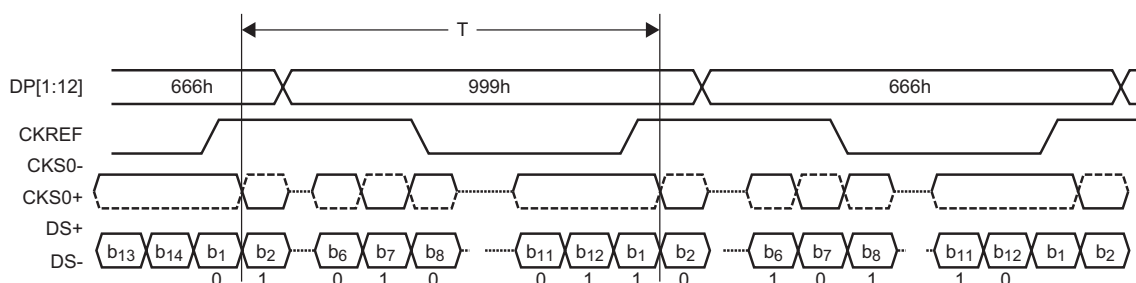 T
DP[1:12] 666h 999h 666h
CKREF
CKS0-
CKS0+
DS+
DS- b13 b14 b1 b2 b6 b7 b8 b11 b12 b1 b2 b6 b7 b8 b11 b12 b1 b2
0 1 0 1 0 0 1 1 0 1 0 1 1 0